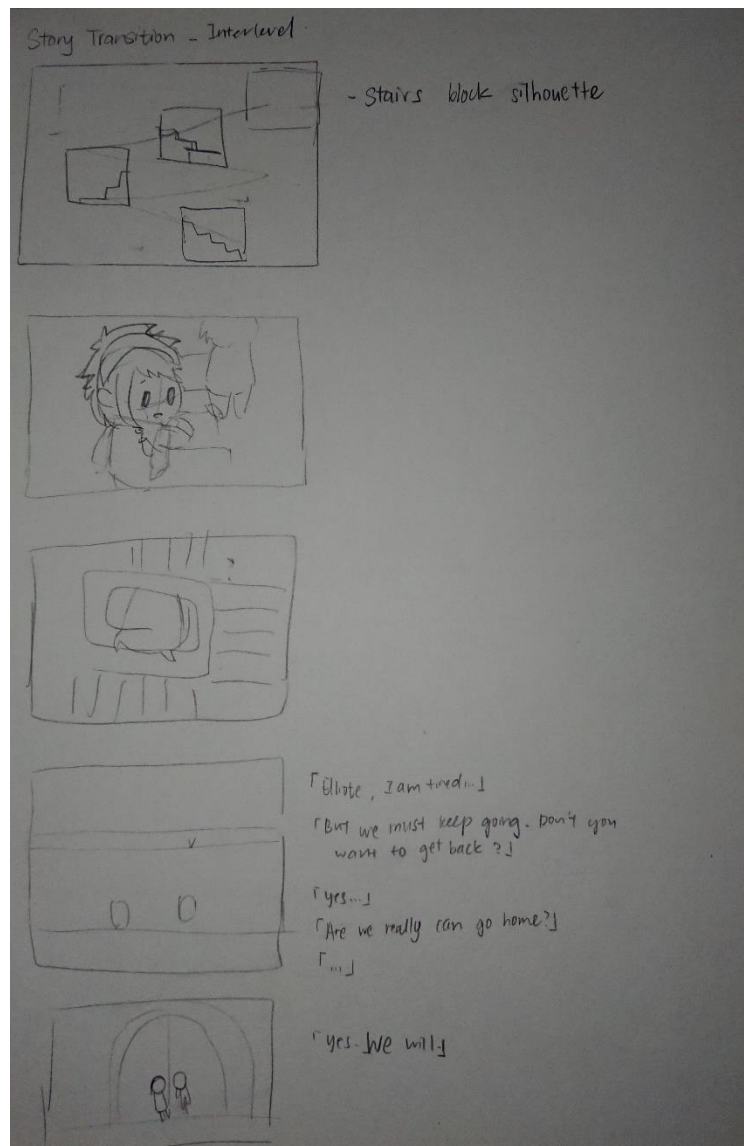 Story Transition - Interlevel.
- Stairs block silhouette
?
「Elliote, I am tired...」
「But we must keep going. Don't you
want to get back?」
「yes...」
「Are we really can go home?」
「...」
「yes. We will」